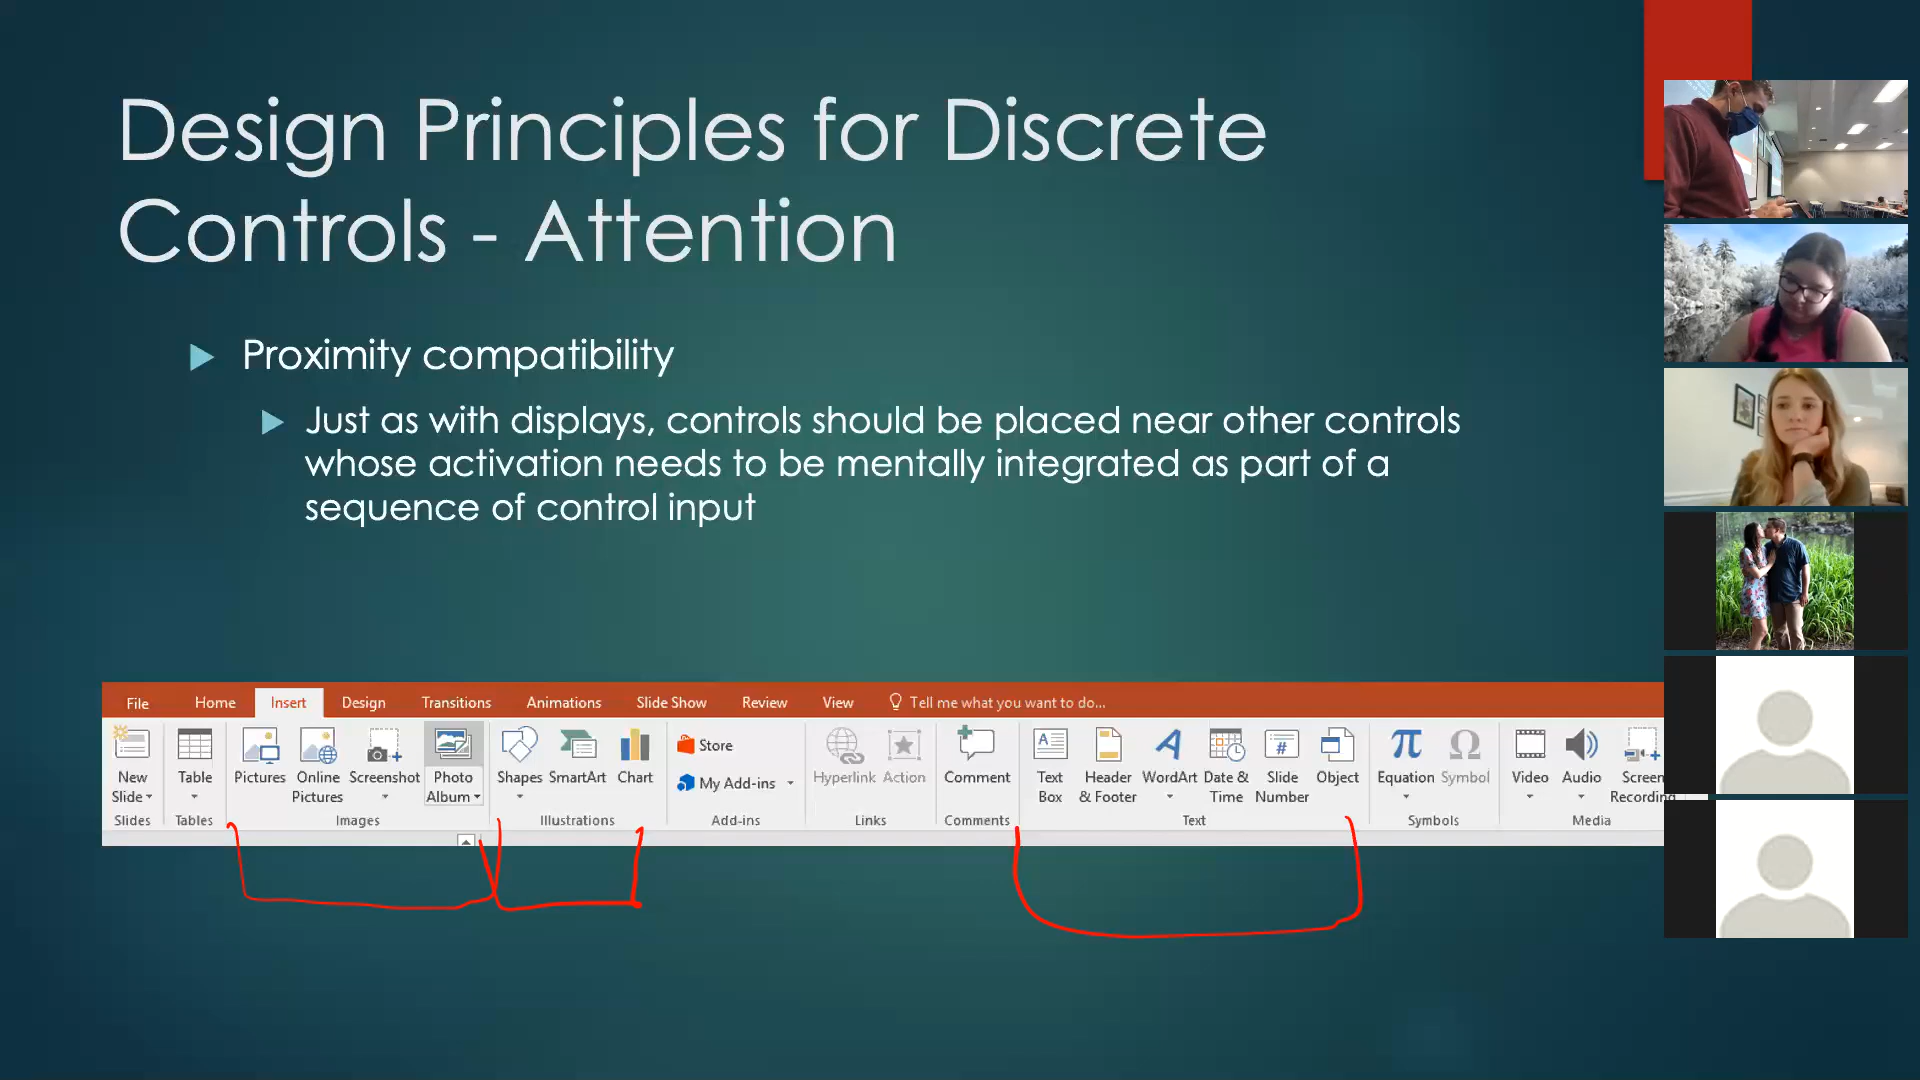 Design Principles for Discrete
Controls - Attention
Proximity compatibility
Just as with displays, controls should be placed near other controls
whose activation needs to be mentally integrated as part of a
sequence of control input
File Home Insert Design Transitions Animations Slide Show Review View Tell me what you want to do...
New Slide
Table
Pictures
Online Pictures
Screenshot
Photo Album
Shapes
SmartArt
Chart
Store
My Add-ins
Hyperlink
Action
Comment
Text Box
Header & Footer
WordArt
Date & Time
Slide Number
Object
Equation
Symbol
Video
Audio
Screen Recording
Slides Tables Images Illustrations Add-ins Links Comments Text Symbols Media